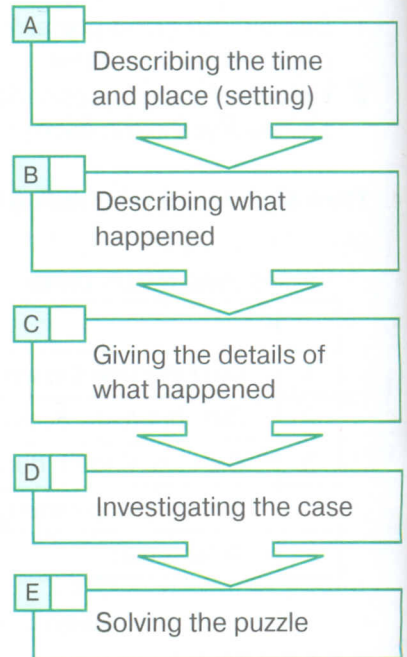 A
Describing the time
and place (setting)
B
Describing what
happened
C
Giving the details of
what happened
D
Investigating the case
E
Solving the puzzle